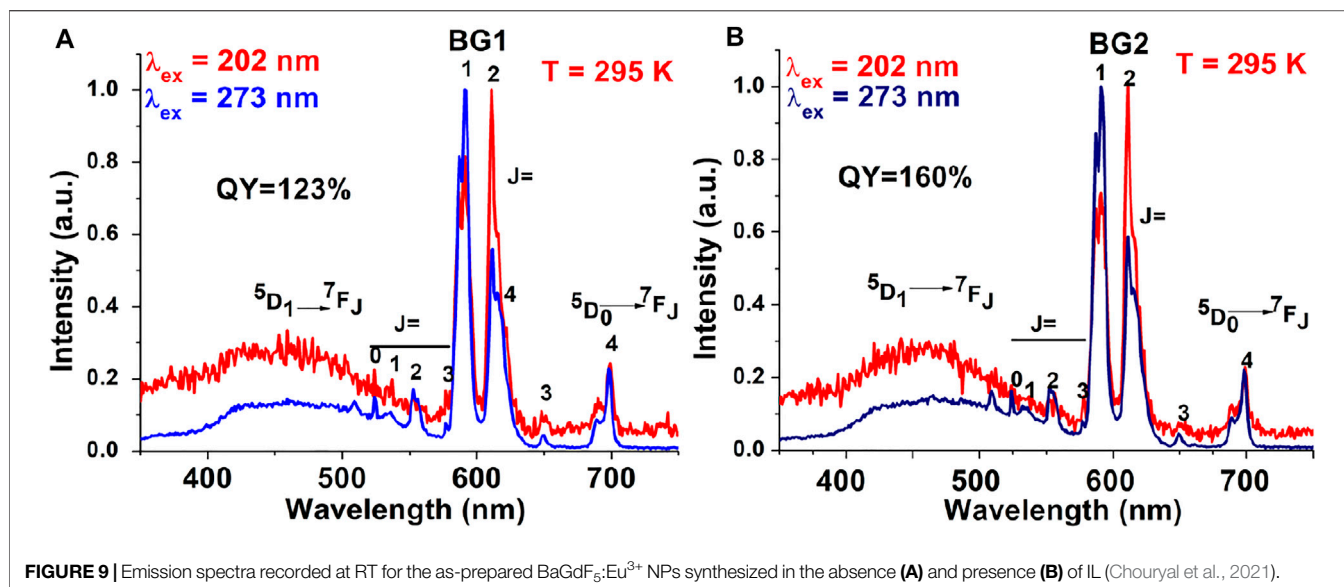 A
BG1
λex = 202 nm
λex = 273 nm
T = 295 K
QY=123%
1
2
J=
4
5D1 → 7FJ
J=
0
1
2
3
5D0 → 7FJ
3
4
Intensity (a.u.)
1.0
0.8
0.6
0.4
0.2
0.0
400
500
600
700
Wavelength (nm)
B
BG2
λex = 202 nm
λex = 273 nm
T = 295 K
QY=160%
1
2
J=
5D1 → 7FJ
J=
0
1
2
3
5D0 → 7FJ
3
4
Intensity (a.u.)
1.0
0.8
0.6
0.4
0.2
0.0
400
500
600
700
Wavelength (nm)
FIGURE 9 | Emission spectra recorded at RT for the as-prepared BaGdF5:Eu3+ NPs synthesized in the absence (A) and presence (B) of IL (Chouryal et al., 2021).